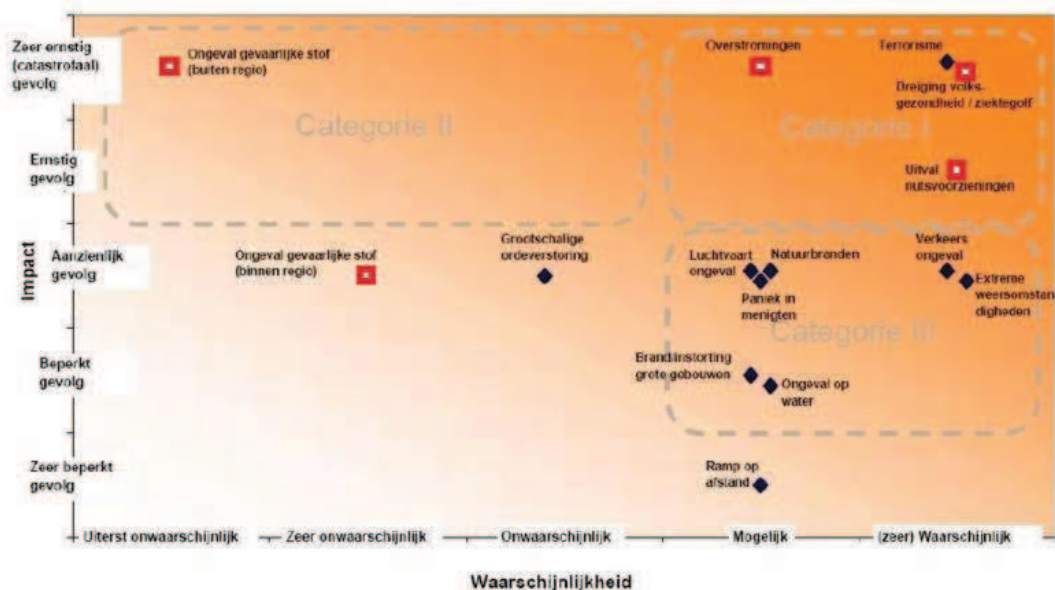 Zeer ernstig
(catastrofaal)
gevolg
Ongeval gevaarlijke stof
(buiten regio)
Overstromingen
Terrorisme
Dreiging volks-
gezondheid / ziektegolf
Categorie II
Categorie I
Ernstig
gevolg
Uitval
nutsvoorzieningen
Impact
Aanzienlijk
gevolg
Ongeval gevaarlijke stof
(binnen regio)
Grootschalige
ordeverstoring
Luchtvaart
ongeval
Natuurbranden
Paniek in
menigten
Verkeers
ongeval
Extreme
weersomstan
digheden
Categorie III
Beperkt
gevolg
Brand/instorting
grote gebouwen
Ongeval op
water
Zeer beperkt
gevolg
Ramp op
afstand
Uiterst onwaarschijnlijk
Zeer onwaarschijnlijk
Onwaarschijnlijk
Mogelijk
(zeer) Waarschijnlijk
Waarschijnlijkheid